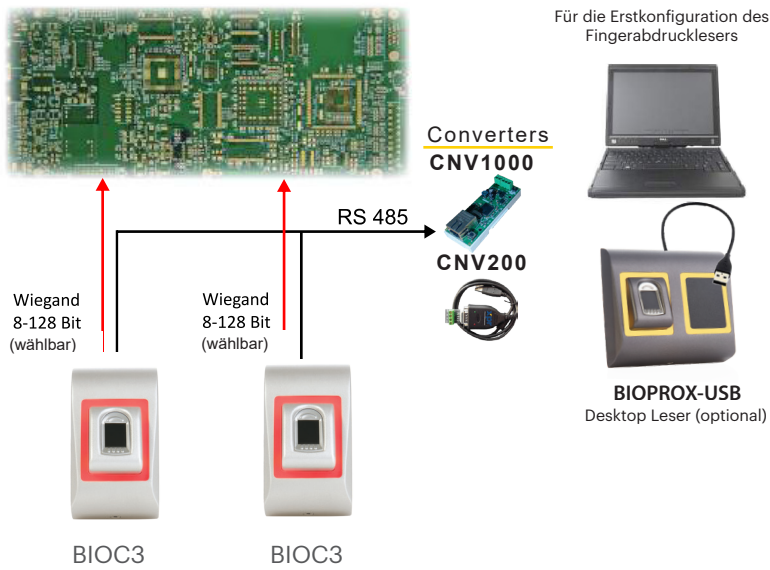 Für die Erstkonfiguration des
Fingerabdrucklesers
Converters
CNV1000
RS 485
CNV200
Wiegand
8-128 Bit
(wählbar)
Wiegand
8-128 Bit
(wählbar)
BIOPROX-USB
Desktop Leser (optional)
BIOC3
BIOC3